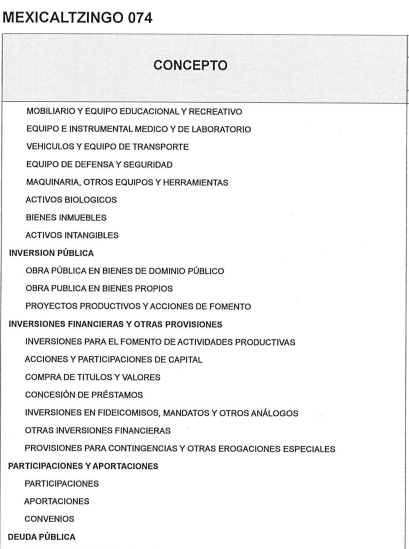 MEXICALTZINGO 074
CONCEPTO
MOBILIARIO Y EQUIPO EDUCACIONAL Y RECREATIVO
EQUIPO E INSTRUMENTAL MEDICO Y DE LABORATORIO
VEHICULOS Y EQUIPO DE TRANSPORTE
EQUIPO DE DEFENSA Y SEGURIDAD
MAQUINARIA, OTROS EQUIPOS Y HERRAMIENTAS
ACTIVOS BIOLOGICOS
BIENES INMUEBLES
ACTIVOS INTANGIBLES
INVERSION PÚBLICA
OBRA PÚBLICA EN BIENES DE DOMINIO PÚBLICO
OBRA PUBLICA EN BIENES PROPIOS
PROYECTOS PRODUCTIVOS Y ACCIONES DE FOMENTO
INVERSIONES FINANCIERAS Y OTRAS PROVISIONES
INVERSIONES PARA EL FOMENTO DE ACTIVIDADES PRODUCTIVAS
ACCIONES Y PARTICIPACIONES DE CAPITAL
COMPRA DE TITULOS Y VALORES
CONCESIÓN DE PRÉSTAMOS
INVERSIONES EN FIDEICOMISOS, MANDATOS Y OTROS ANÁLOGOS
OTRAS INVERSIONES FINANCIERAS
PROVISIONES PARA CONTINGENCIAS Y OTRAS EROGACIONES ESPECIALES
PARTICIPACIONES Y APORTACIONES
PARTICIPACIONES
APORTACIONES
CONVENIOS
DEUDA PÚBLICA